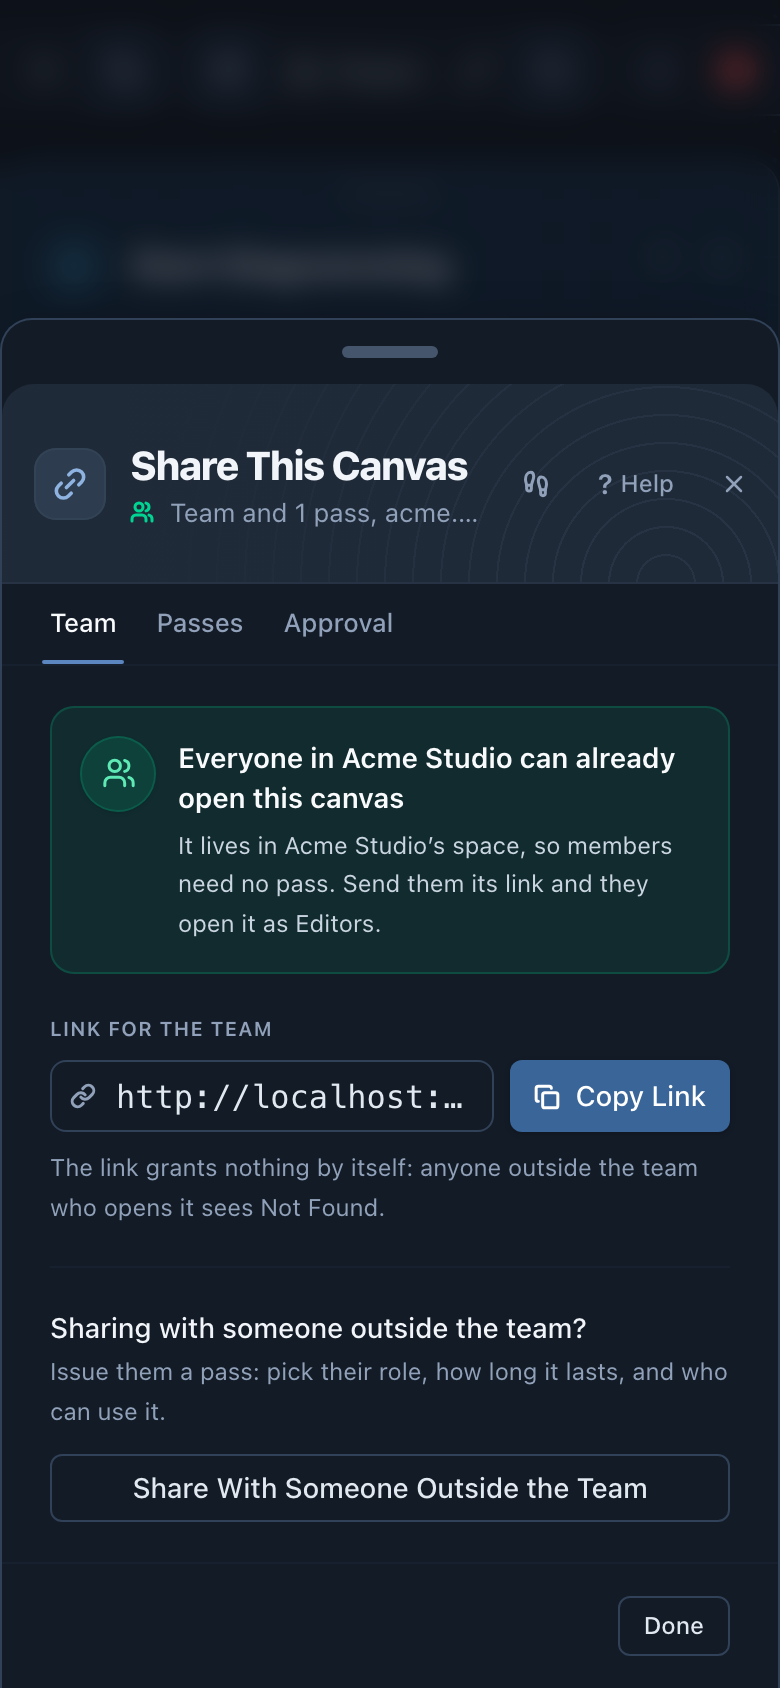 Share This Canvas
Team and 1 pass, acme....
? Help
Team
Passes
Approval
Everyone in Acme Studio can already
open this canvas
It lives in Acme Studio’s space, so members
need no pass. Send them its link and they
open it as Editors.
LINK FOR THE TEAM
http://localhost:…
Copy Link
The link grants nothing by itself: anyone outside the team
who opens it sees Not Found.
Sharing with someone outside the team?
Issue them a pass: pick their role, how long it lasts, and who
can use it.
Share With Someone Outside the Team
Done